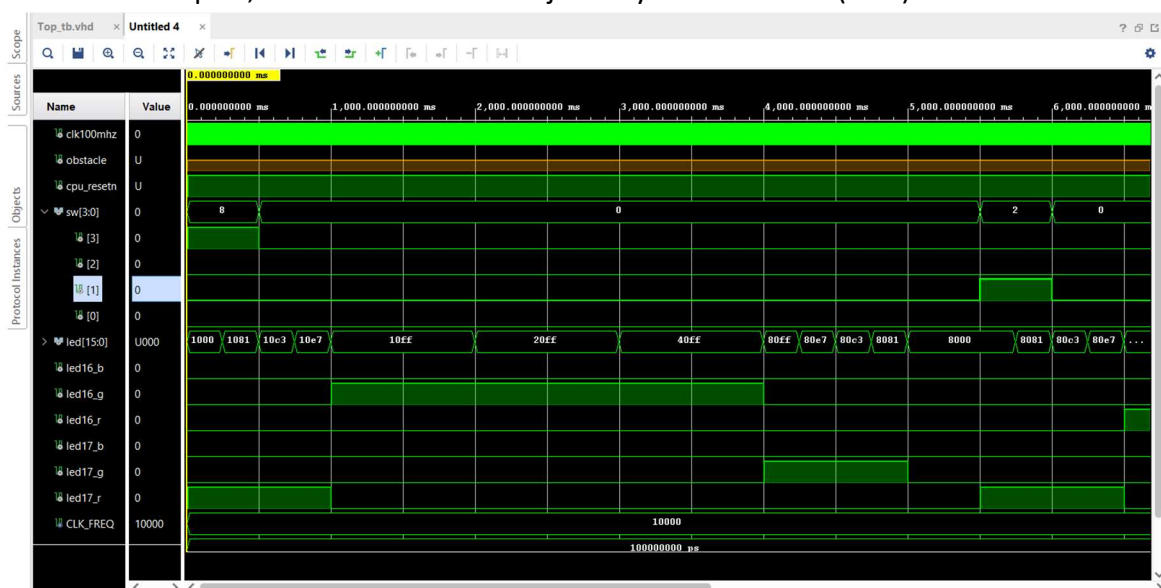 Top_tb.vhd × Untitled 4 ×
Scope
Sources
Objects
Protocol Instances
0.000000000 ms
Name Value
0.000000000 ms 1,000.000000000 ms 2,000.000000000 ms 3,000.000000000 ms 4,000.000000000 ms 5,000.000000000 ms 6,000.000000000 m
clk100mhz 0
obstacle U
cpu_resetn U
sw[3:0] 0 8 0 2 0
[3] 0
[2] 0
[1] 0
[0] 0
led[15:0] U000 1000 1081 10c3 10e7 10ff 20ff 40ff 80ff 80e7 80c3 8081 8000 8081 80c3 80e7 ...
led16_b 0
led16_g 0
led16_r 0
led17_b 0
led17_g 0
led17_r 0
CLK_FREQ 10000 10000
100000000 ps